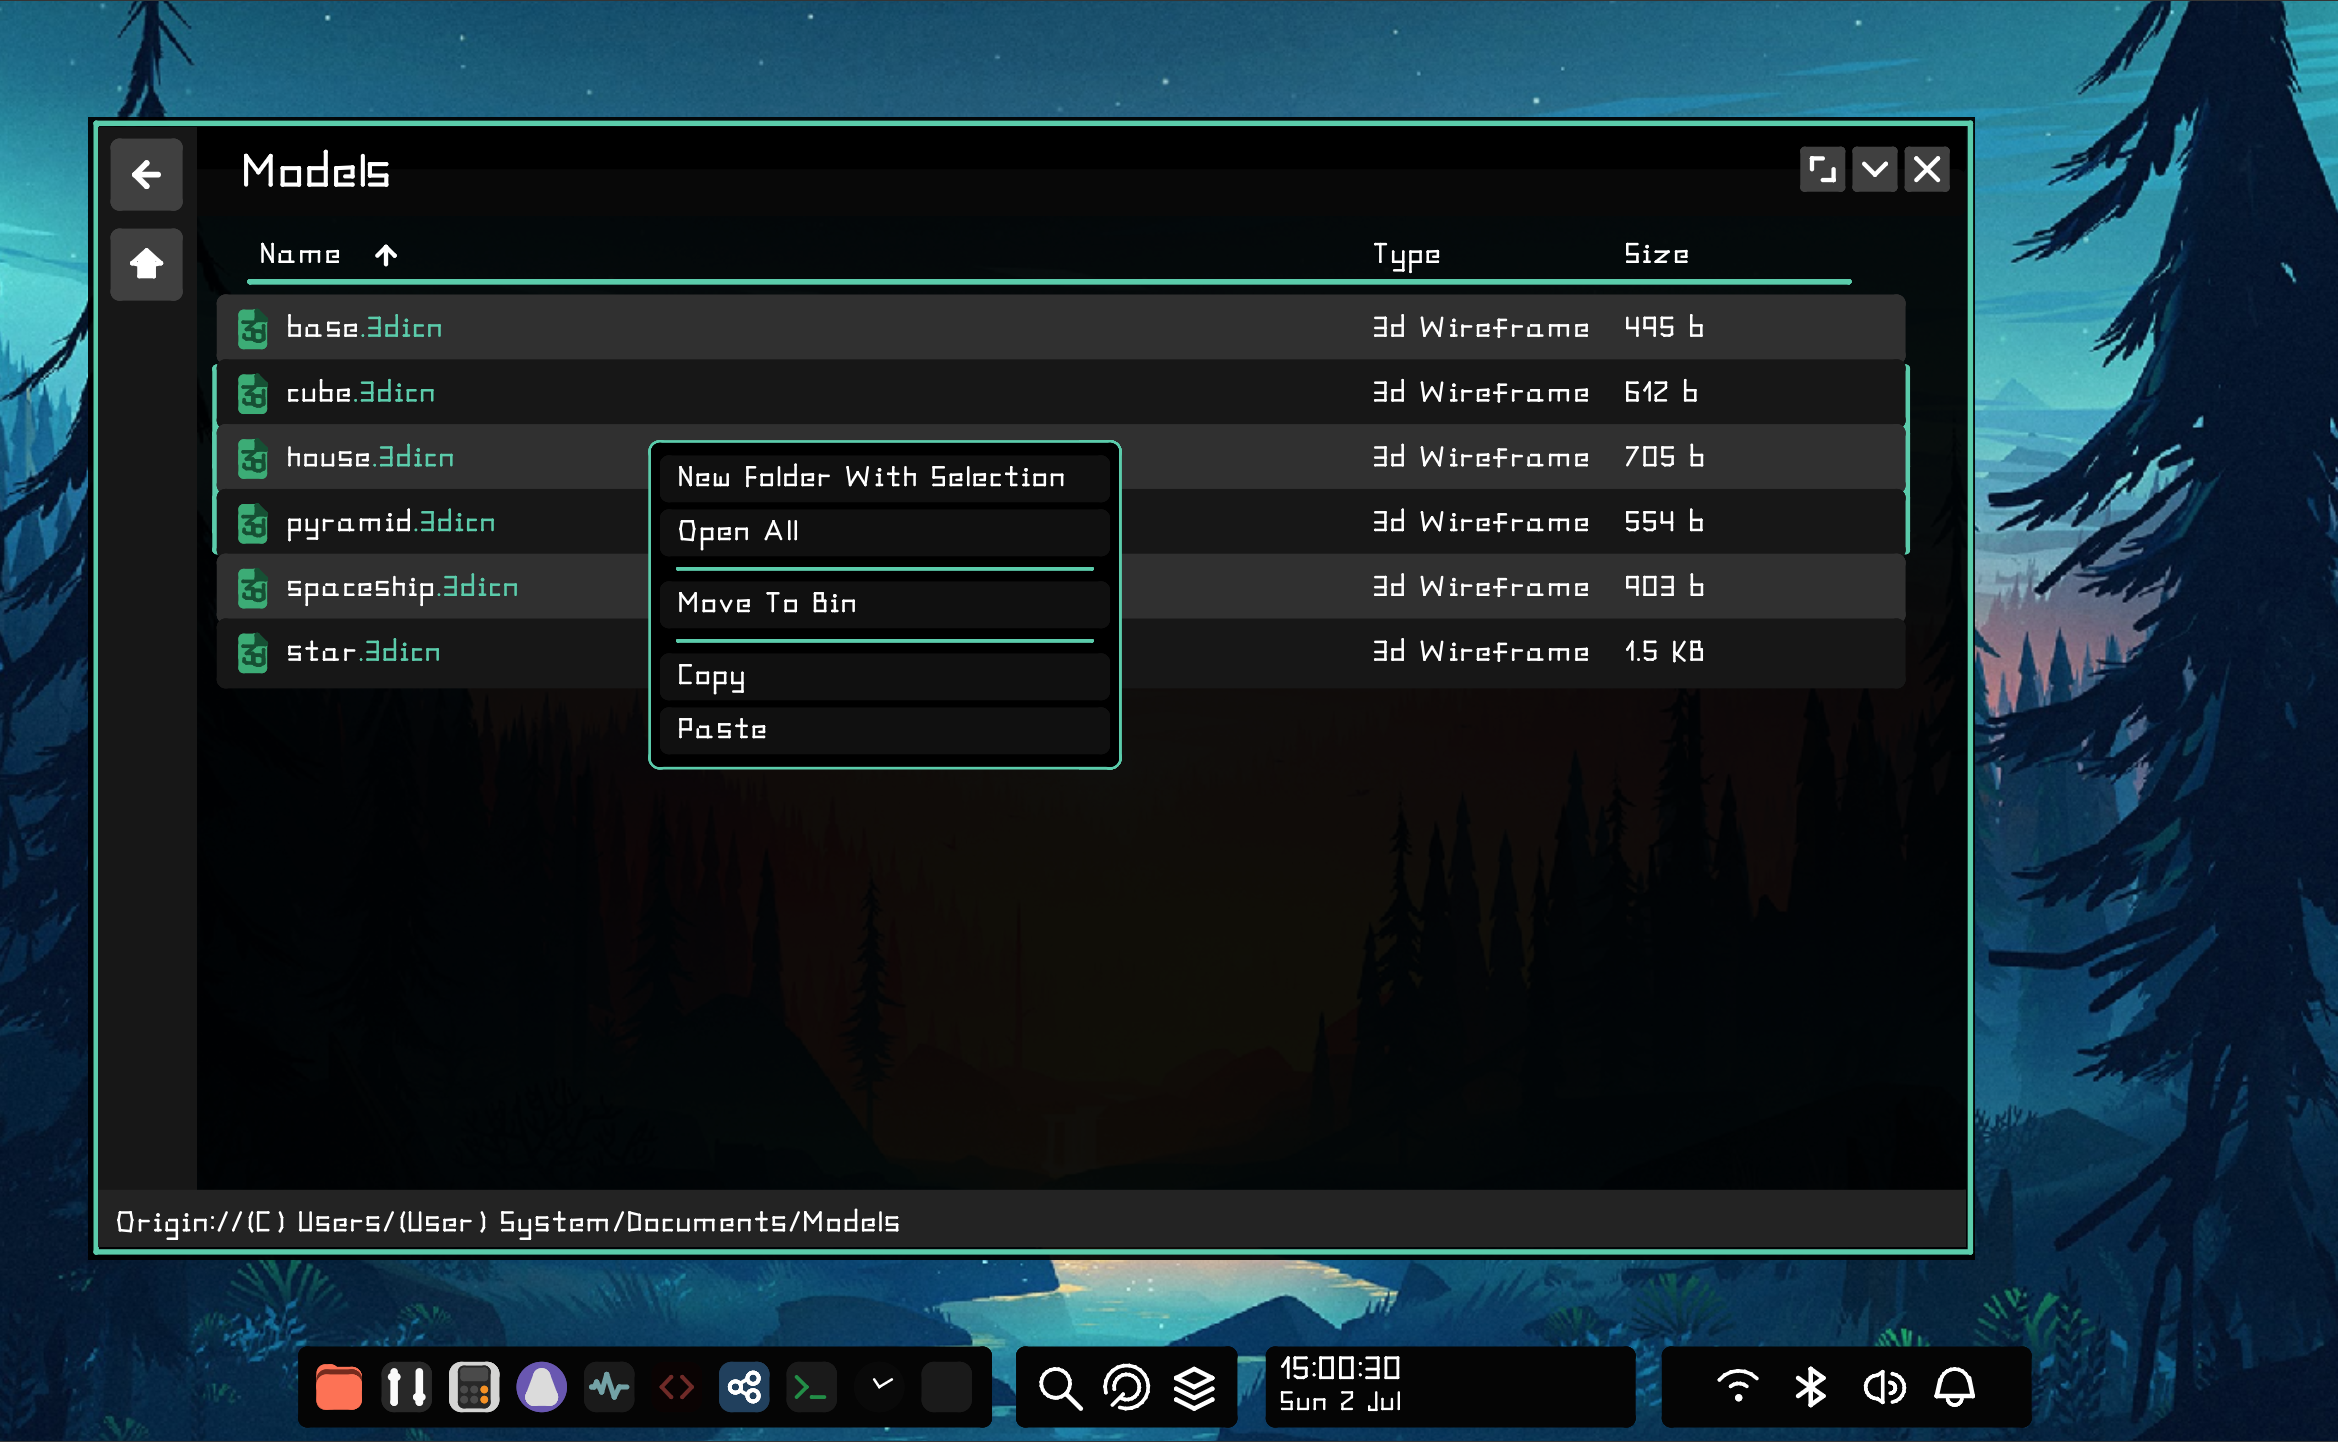 Models
Name Type Size
base.3dicn 3d Wireframe 495 b
cube.3dicn 3d Wireframe 612 b
house.3dicn 3d Wireframe 705 b
pyramid.3dicn 3d Wireframe 554 b
spaceship.3dicn 3d Wireframe 903 b
star.3dicn 3d Wireframe 1.5 KB
New Folder With Selection
Open All
Move To Bin
Copy
Paste
Origin://(C) Users/(User) System/Documents/Models
15:00:30
Sun 2 Jul